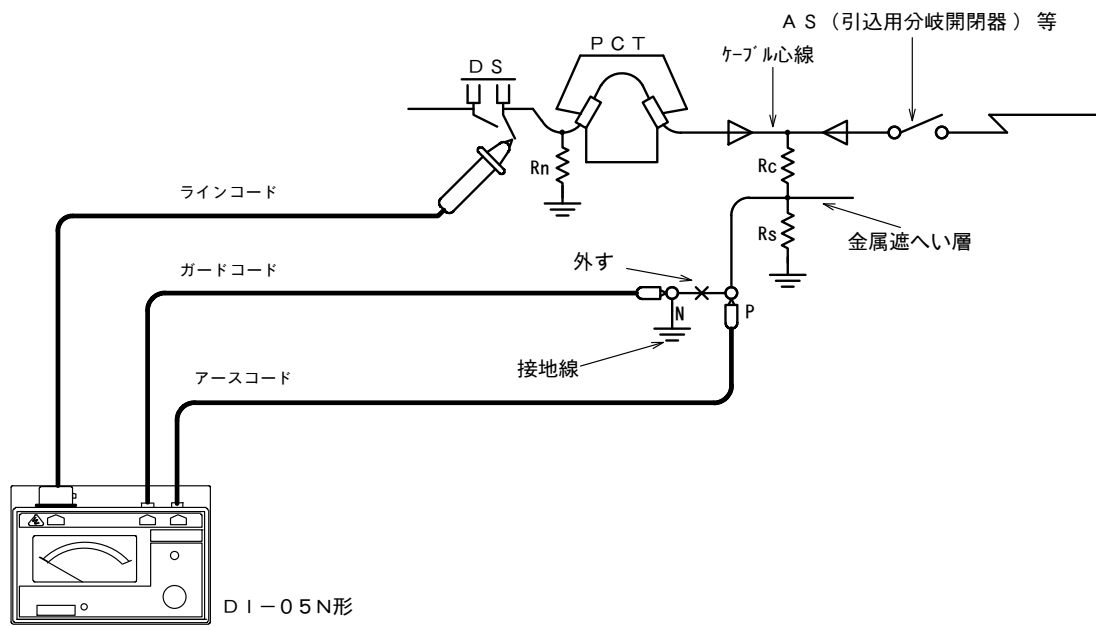 ＡＳ（引込用分岐開閉器）等
ＰＣＴ
ｹｰﾌﾞﾙ心線
ＤＳ
Rn
Rc
ラインコード
Rs
金属遮へい層
外す
ガードコード
N
P
接地線
アースコード
ＤＩ－０５Ｎ形